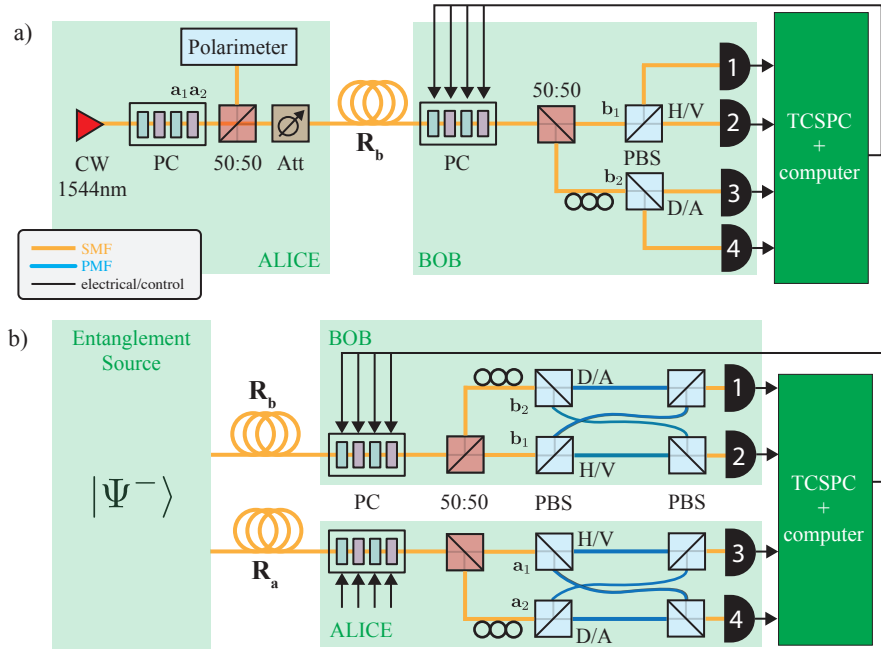 a)
Polarimeter
a₁a₂
CW
1544nm
PC
50:50
Att
ALICE
R_b
PC
50:50
b₁
H/V
PBS
b₂
D/A
BOB
1
2
3
4
TCSPC
+
computer
SMF
PMF
electrical/control
b)
Entanglement
Source
|Ψ⁻⟩
R_b
R_a
BOB
D/A
b₂
b₁
H/V
PC
50:50
PBS
PBS
1
2
H/V
a₁
a₂
D/A
ALICE
3
4
TCSPC
+
computer